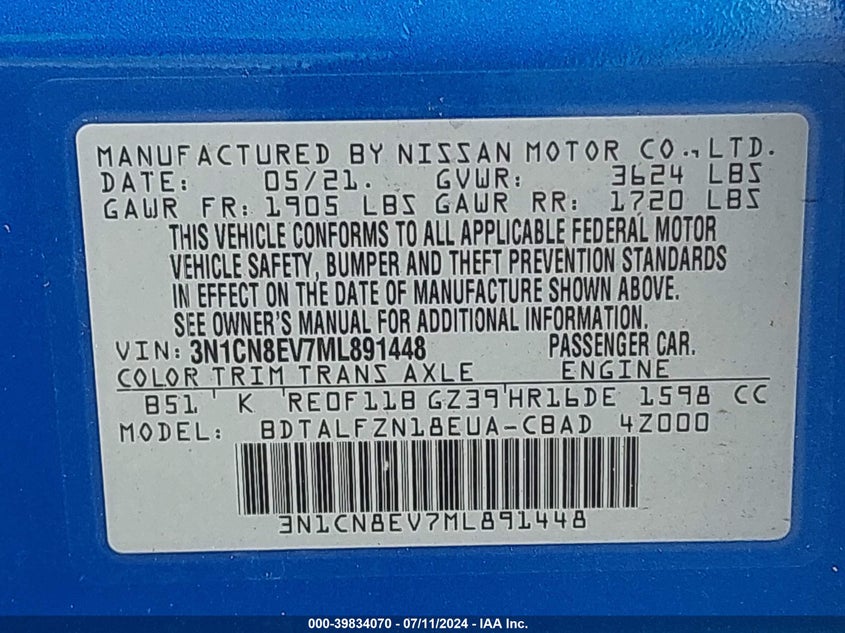 MANUFACTURED BY NISSAN MOTOR CO.,LTD.
DATE: 05/21. GVWR: 3624 LBS
GAWR FR: 1905 LBS GAWR RR: 1720 LBS
THIS VEHICLE CONFORMS TO ALL APPLICABLE FEDERAL MOTOR
VEHICLE SAFETY, BUMPER AND THEFT PREVENTION STANDARDS
IN EFFECT ON THE DATE OF MANUFACTURE SHOWN ABOVE.
SEE OWNER'S MANUAL FOR ADDITIONAL INFORMATION.
VIN: 3N1CN8EV7ML891448 PASSENGER CAR.
COLOR TRIM TRANS AXLE ENGINE
B51 K RE0F11B GZ39 HR16DE 1598 CC
MODEL: BDTALFZN18EUA-CBAD 4Z000
3N1CN8EV7ML891448
000-39834070 - 07/11/2024 - IAA Inc.